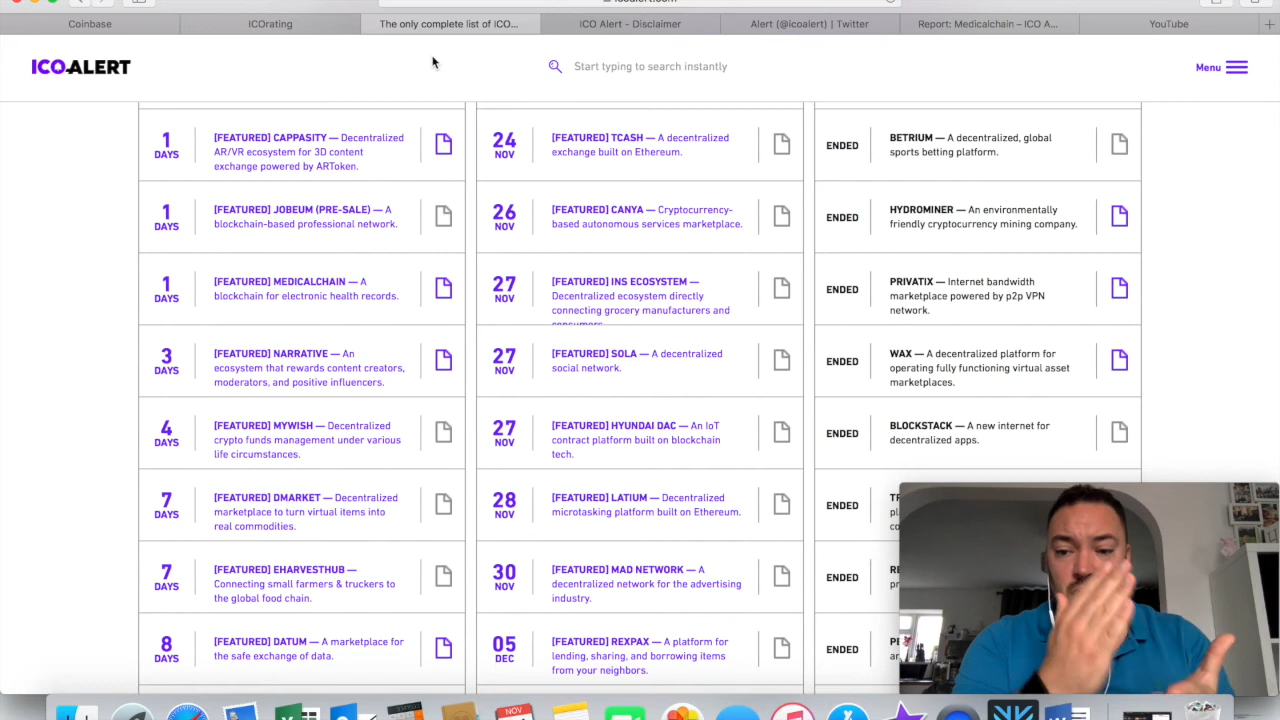 icoalert.com
Coinbase
ICOrating
The only complete list of ICO...
ICO Alert - Disclaimer
Alert (@icoalert) | Twitter
Report: Medicalchain – ICO A...
YouTube
ICO ALERT
Start typing to search instantly
Menu
1
DAYS
[FEATURED] CAPPASITY — Decentralized
AR/VR ecosystem for 3D content
exchange powered by ARToken.
1
DAYS
[FEATURED] JOBEUM (PRE-SALE) — A
blockchain-based professional network.
1
DAYS
[FEATURED] MEDICALCHAIN — A
blockchain for electronic health records.
3
DAYS
[FEATURED] NARRATIVE — An
ecosystem that rewards content creators,
moderators, and positive influencers.
4
DAYS
[FEATURED] MYWISH — Decentralized
crypto funds management under various
life circumstances.
7
DAYS
[FEATURED] DMARKET — Decentralized
marketplace to turn virtual items into
real commodities.
7
DAYS
[FEATURED] EHARVESTHUB —
Connecting small farmers & truckers to
the global food chain.
8
DAYS
[FEATURED] DATUM — A marketplace for
the safe exchange of data.
24
NOV
[FEATURED] TCASH — A decentralized
exchange built on Ethereum.
26
NOV
[FEATURED] CANYA — Cryptocurrency-
based autonomous services marketplace.
27
NOV
[FEATURED] INS ECOSYSTEM —
Decentralized ecosystem directly
connecting grocery manufacturers and
consumers.
27
NOV
[FEATURED] SOLA — A decentralized
social network.
27
NOV
[FEATURED] HYUNDAI DAC — An IoT
contract platform built on blockchain
tech.
28
NOV
[FEATURED] LATIUM — Decentralized
microtasking platform built on Ethereum.
30
NOV
[FEATURED] MAD NETWORK — A
decentralized network for the advertising
industry.
05
DEC
[FEATURED] REXPAX — A platform for
lending, sharing, and borrowing items
from your neighbors.
ENDED
BETRIUM — A decentralized, global
sports betting platform.
ENDED
HYDROMINER — An environmentally
friendly cryptocurrency mining company.
ENDED
PRIVATIX — Internet bandwidth
marketplace powered by p2p VPN
network.
ENDED
WAX — A decentralized platform for
operating fully functioning virtual asset
marketplaces.
ENDED
BLOCKSTACK — A new internet for
decentralized apps.
ENDED
ENDED
ENDED
NOV